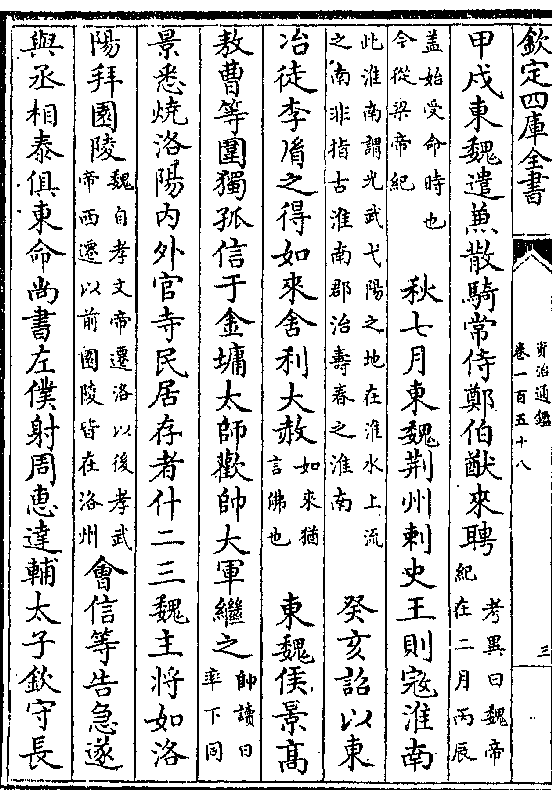 欽定四庫全書
資治通鑑
卷一百五十八
三
甲戌東魏遣兼散騎常侍鄭伯猷來聘考異曰魏帝紀在二月丙辰
蓋始受命時也今從梁帝紀 秋七月東魏荆州刺史王則寇淮南
此淮南謂光武弋陽之地在淮水上流之南非指古淮南郡治壽春之淮南 癸亥詔以東
冶徒李𦙍之得如來舍利大赦如來猶言佛也 東魏侯景高
敖曹等圍獨孤信于金墉太師歡帥大軍繼之帥讀曰率下同
景悉燒洛陽内外官寺民居存者什二三魏主將如洛
陽拜園陵魏自孝文帝遷洛以後孝武帝西遷以前園陵皆在洛州 會信等告急遂
與丞相泰俱東命尚書左僕射周惠達輔太子欽守長